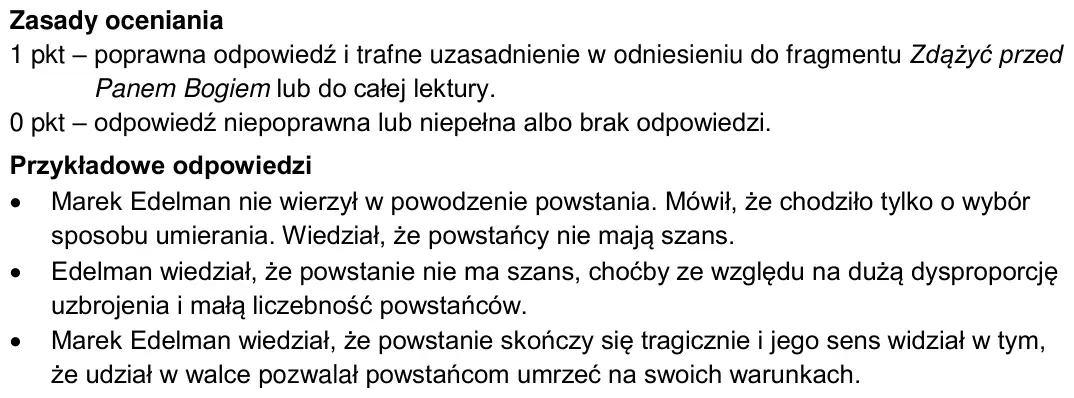 Zasady oceniania
1 pkt – poprawna odpowiedź i trafne uzasadnienie w odniesieniu do fragmentu Zdążyć przed
Panem Bogiem lub do całej lektury.
0 pkt – odpowiedź niepoprawna lub niepełna albo brak odpowiedzi.
Przykładowe odpowiedzi
• Marek Edelman nie wierzył w powodzenie powstania. Mówił, że chodziło tylko o wybór
sposobu umierania. Wiedział, że powstańcy nie mają szans.
• Edelman wiedział, że powstanie nie ma szans, choćby ze względu na dużą dysproporcję
uzbrojenia i małą liczebność powstańców.
• Marek Edelman wiedział, że powstanie skończy się tragicznie i jego sens widział w tym,
że udział w walce pozwalał powstańcom umrzeć na swoich warunkach.